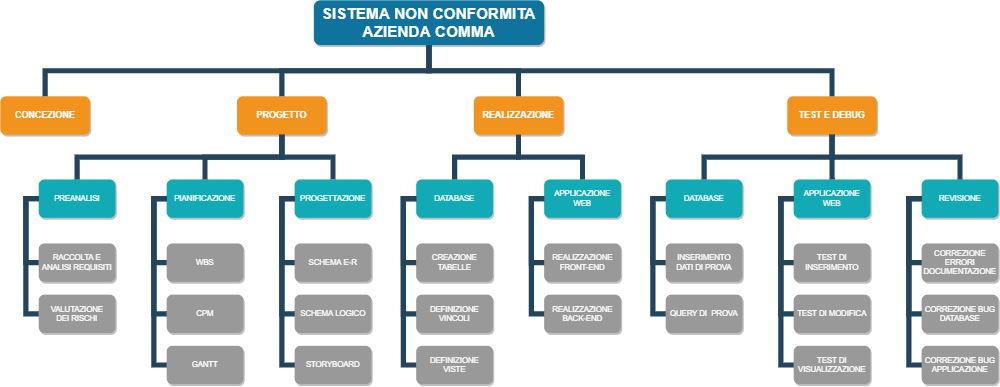 SISTEMA NON CONFORMITA
AZIENDA COMMA
CONCEZIONE
PROGETTO
REALIZZAZIONE
TEST E DEBUG
PREANALISI
PIANIFICAZIONE
PROGETTAZIONE
DATABASE
APPLICAZIONE
WEB
DATABASE
APPLICAZIONE
WEB
REVISIONE
RACCOLTA E
ANALISI REQUISITI
WBS
SCHEMA E-R
CREAZIONE
TABELLE
REALIZZAZIONE
FRONT-END
INSERIMENTO
DATI DI PROVA
TEST DI
INSERIMENTO
CORREZIONE
ERRORI
DOCUMENTAZIONE
VALUTAZIONE
DEI RISCHI
CPM
SCHEMA LOGICO
DEFINIZIONE
VINCOLI
REALIZZAZIONE
BACK-END
QUERY DI PROVA
TEST DI MODIFICA
CORREZIONE BUG
DATABASE
GANTT
STORYBOARD
DEFINIZIONE
VISTE
TEST DI
VISUALIZZAZIONE
CORREZIONE BUG
APPLICAZIONE